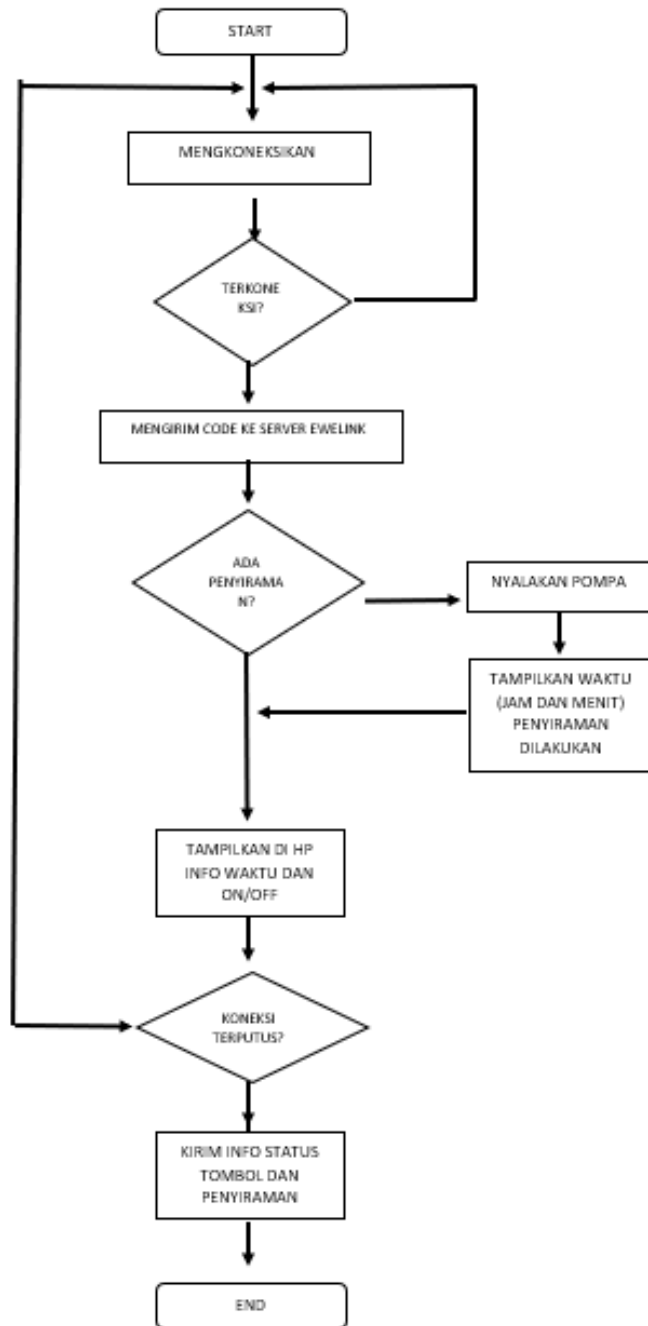 START
MENGKONEKSIKAN
TERKONE
KSI?
MENGIRIM CODE KE SERVER EWELINK
ADA
PENYIRAMA
N?
NYALAKAN POMPA
TAMPILKAN WAKTU
(JAM DAN MENIT)
PENYIRAMAN
DILAKUKAN
TAMPILKAN DI HP
INFO WAKTU DAN
ON/OFF
KONEKSI
TERPUTUS?
KIRIM INFO STATUS
TOMBOL DAN
PENYIRAMAN
END